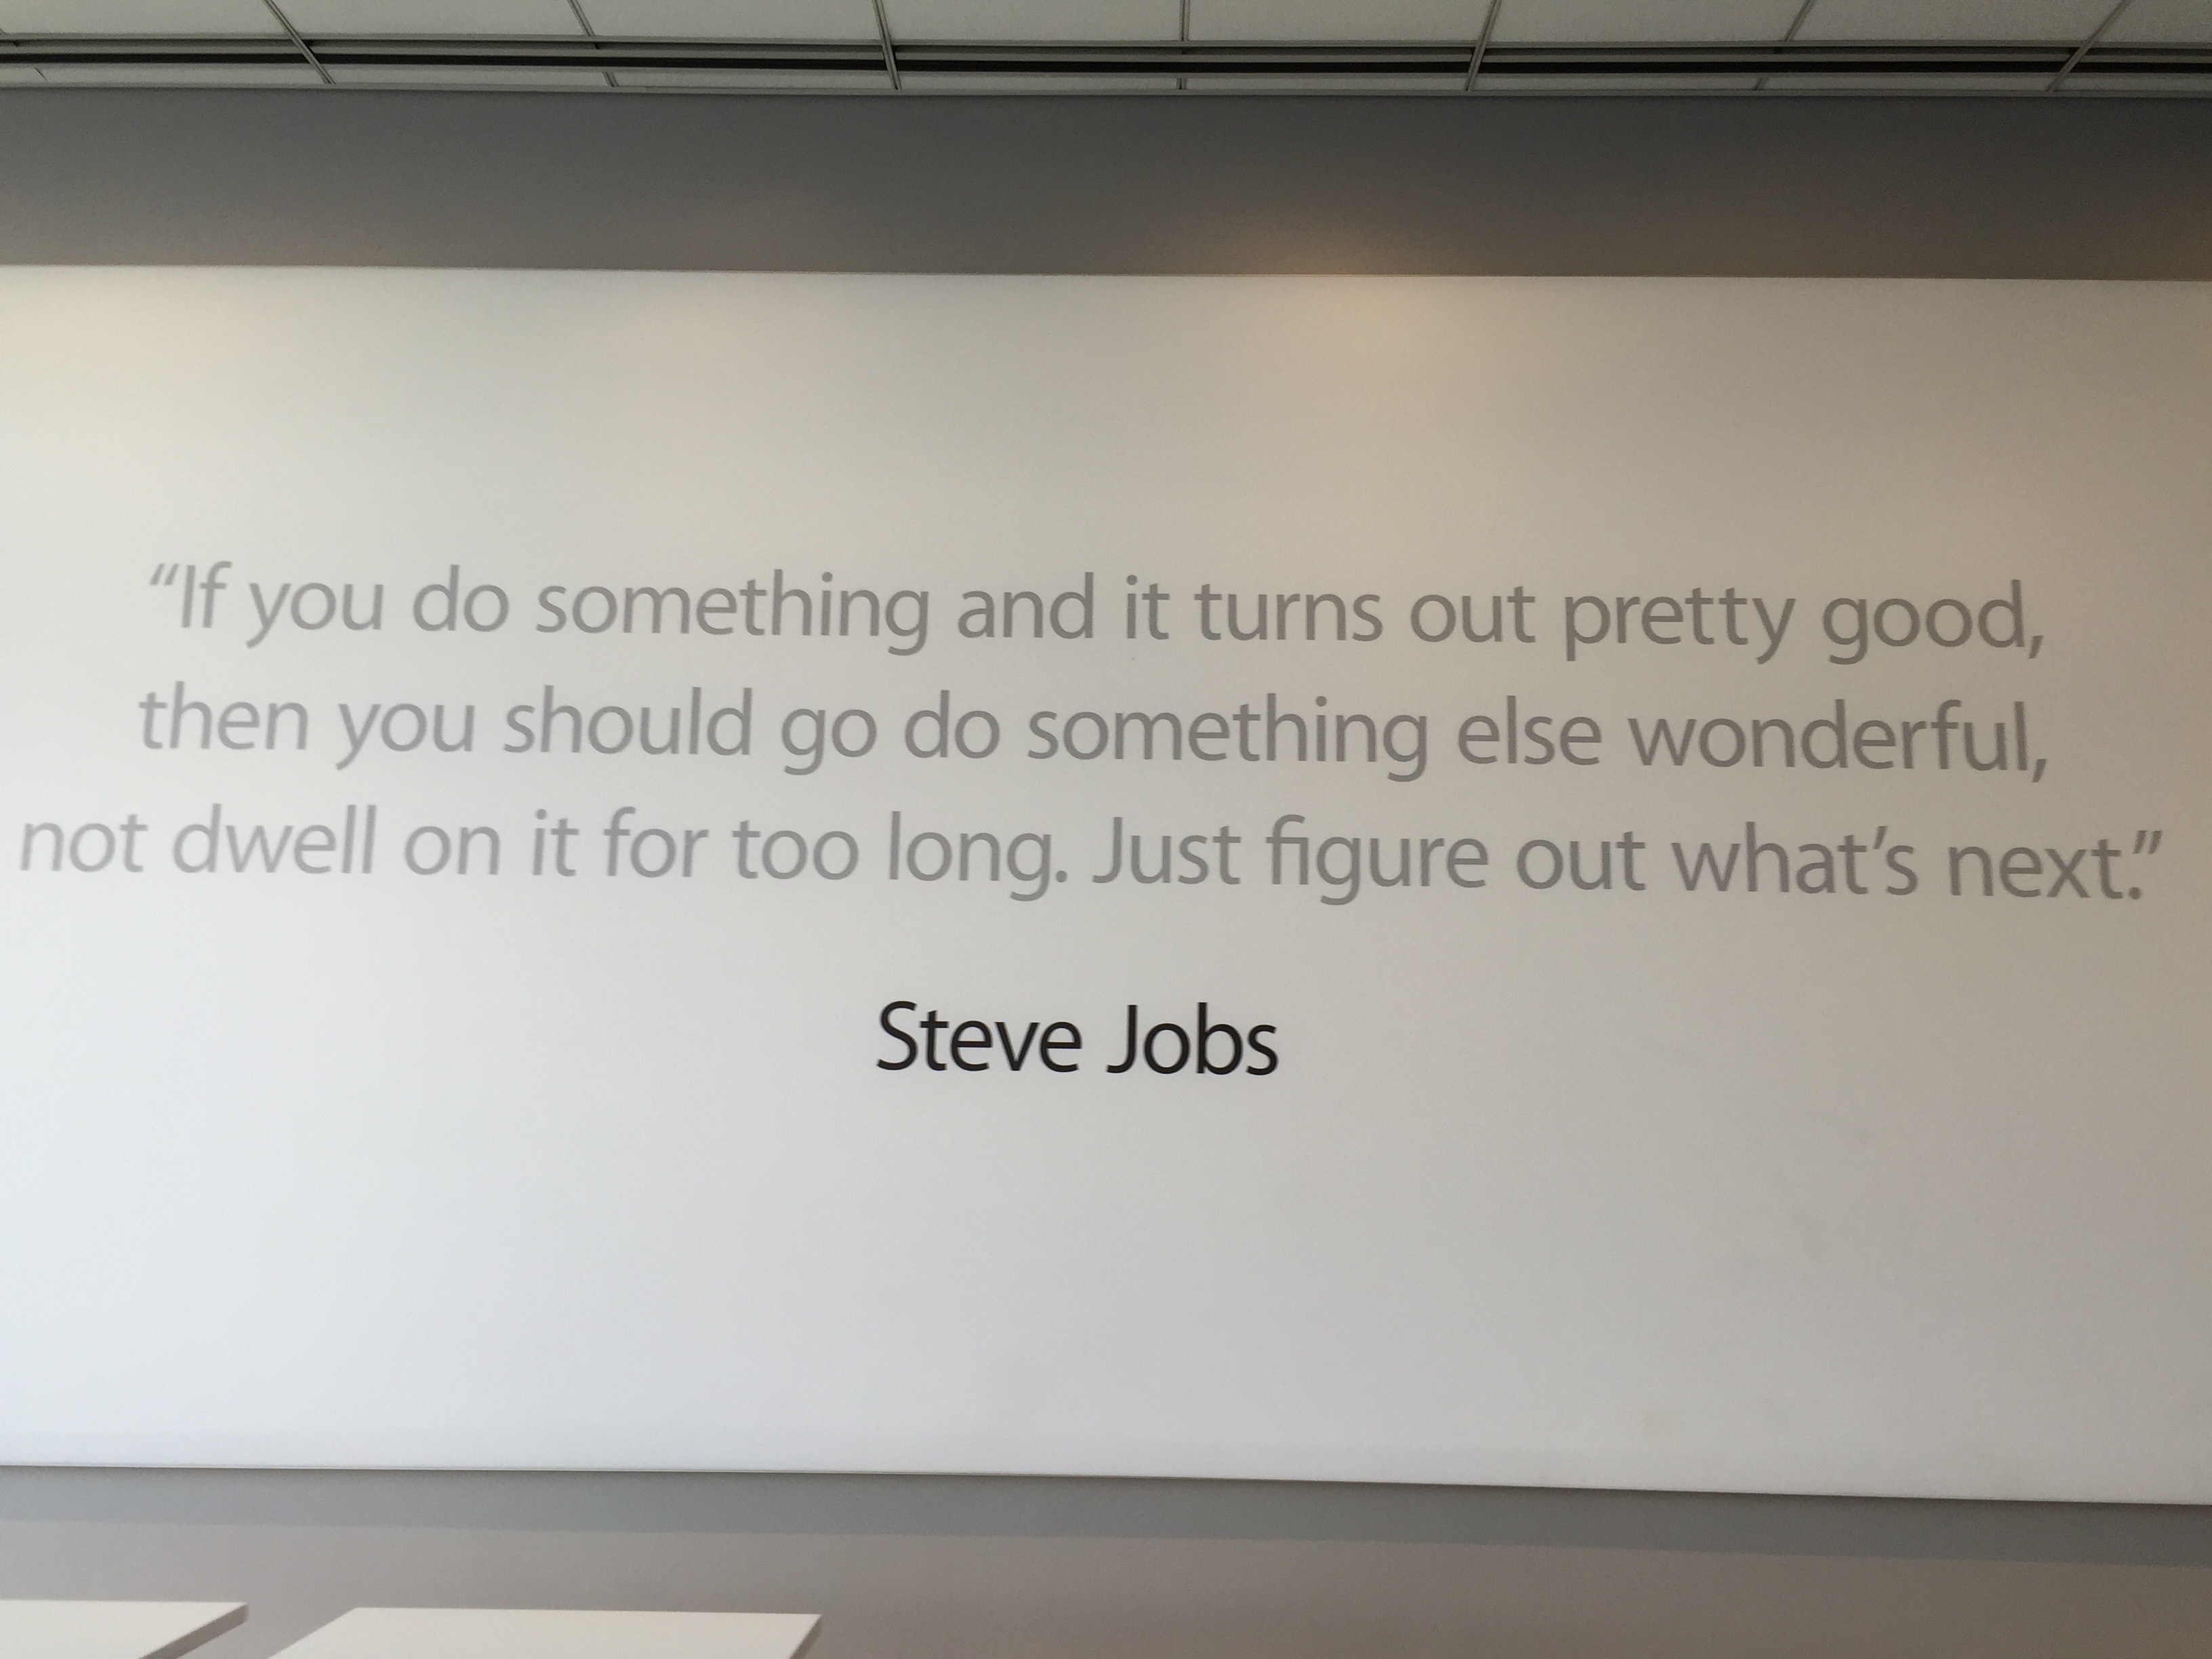 “If you do something and it turns out pretty good,
then you should go do something else wonderful,
not dwell on it for too long. Just figure out what’s next.”
Steve Jobs